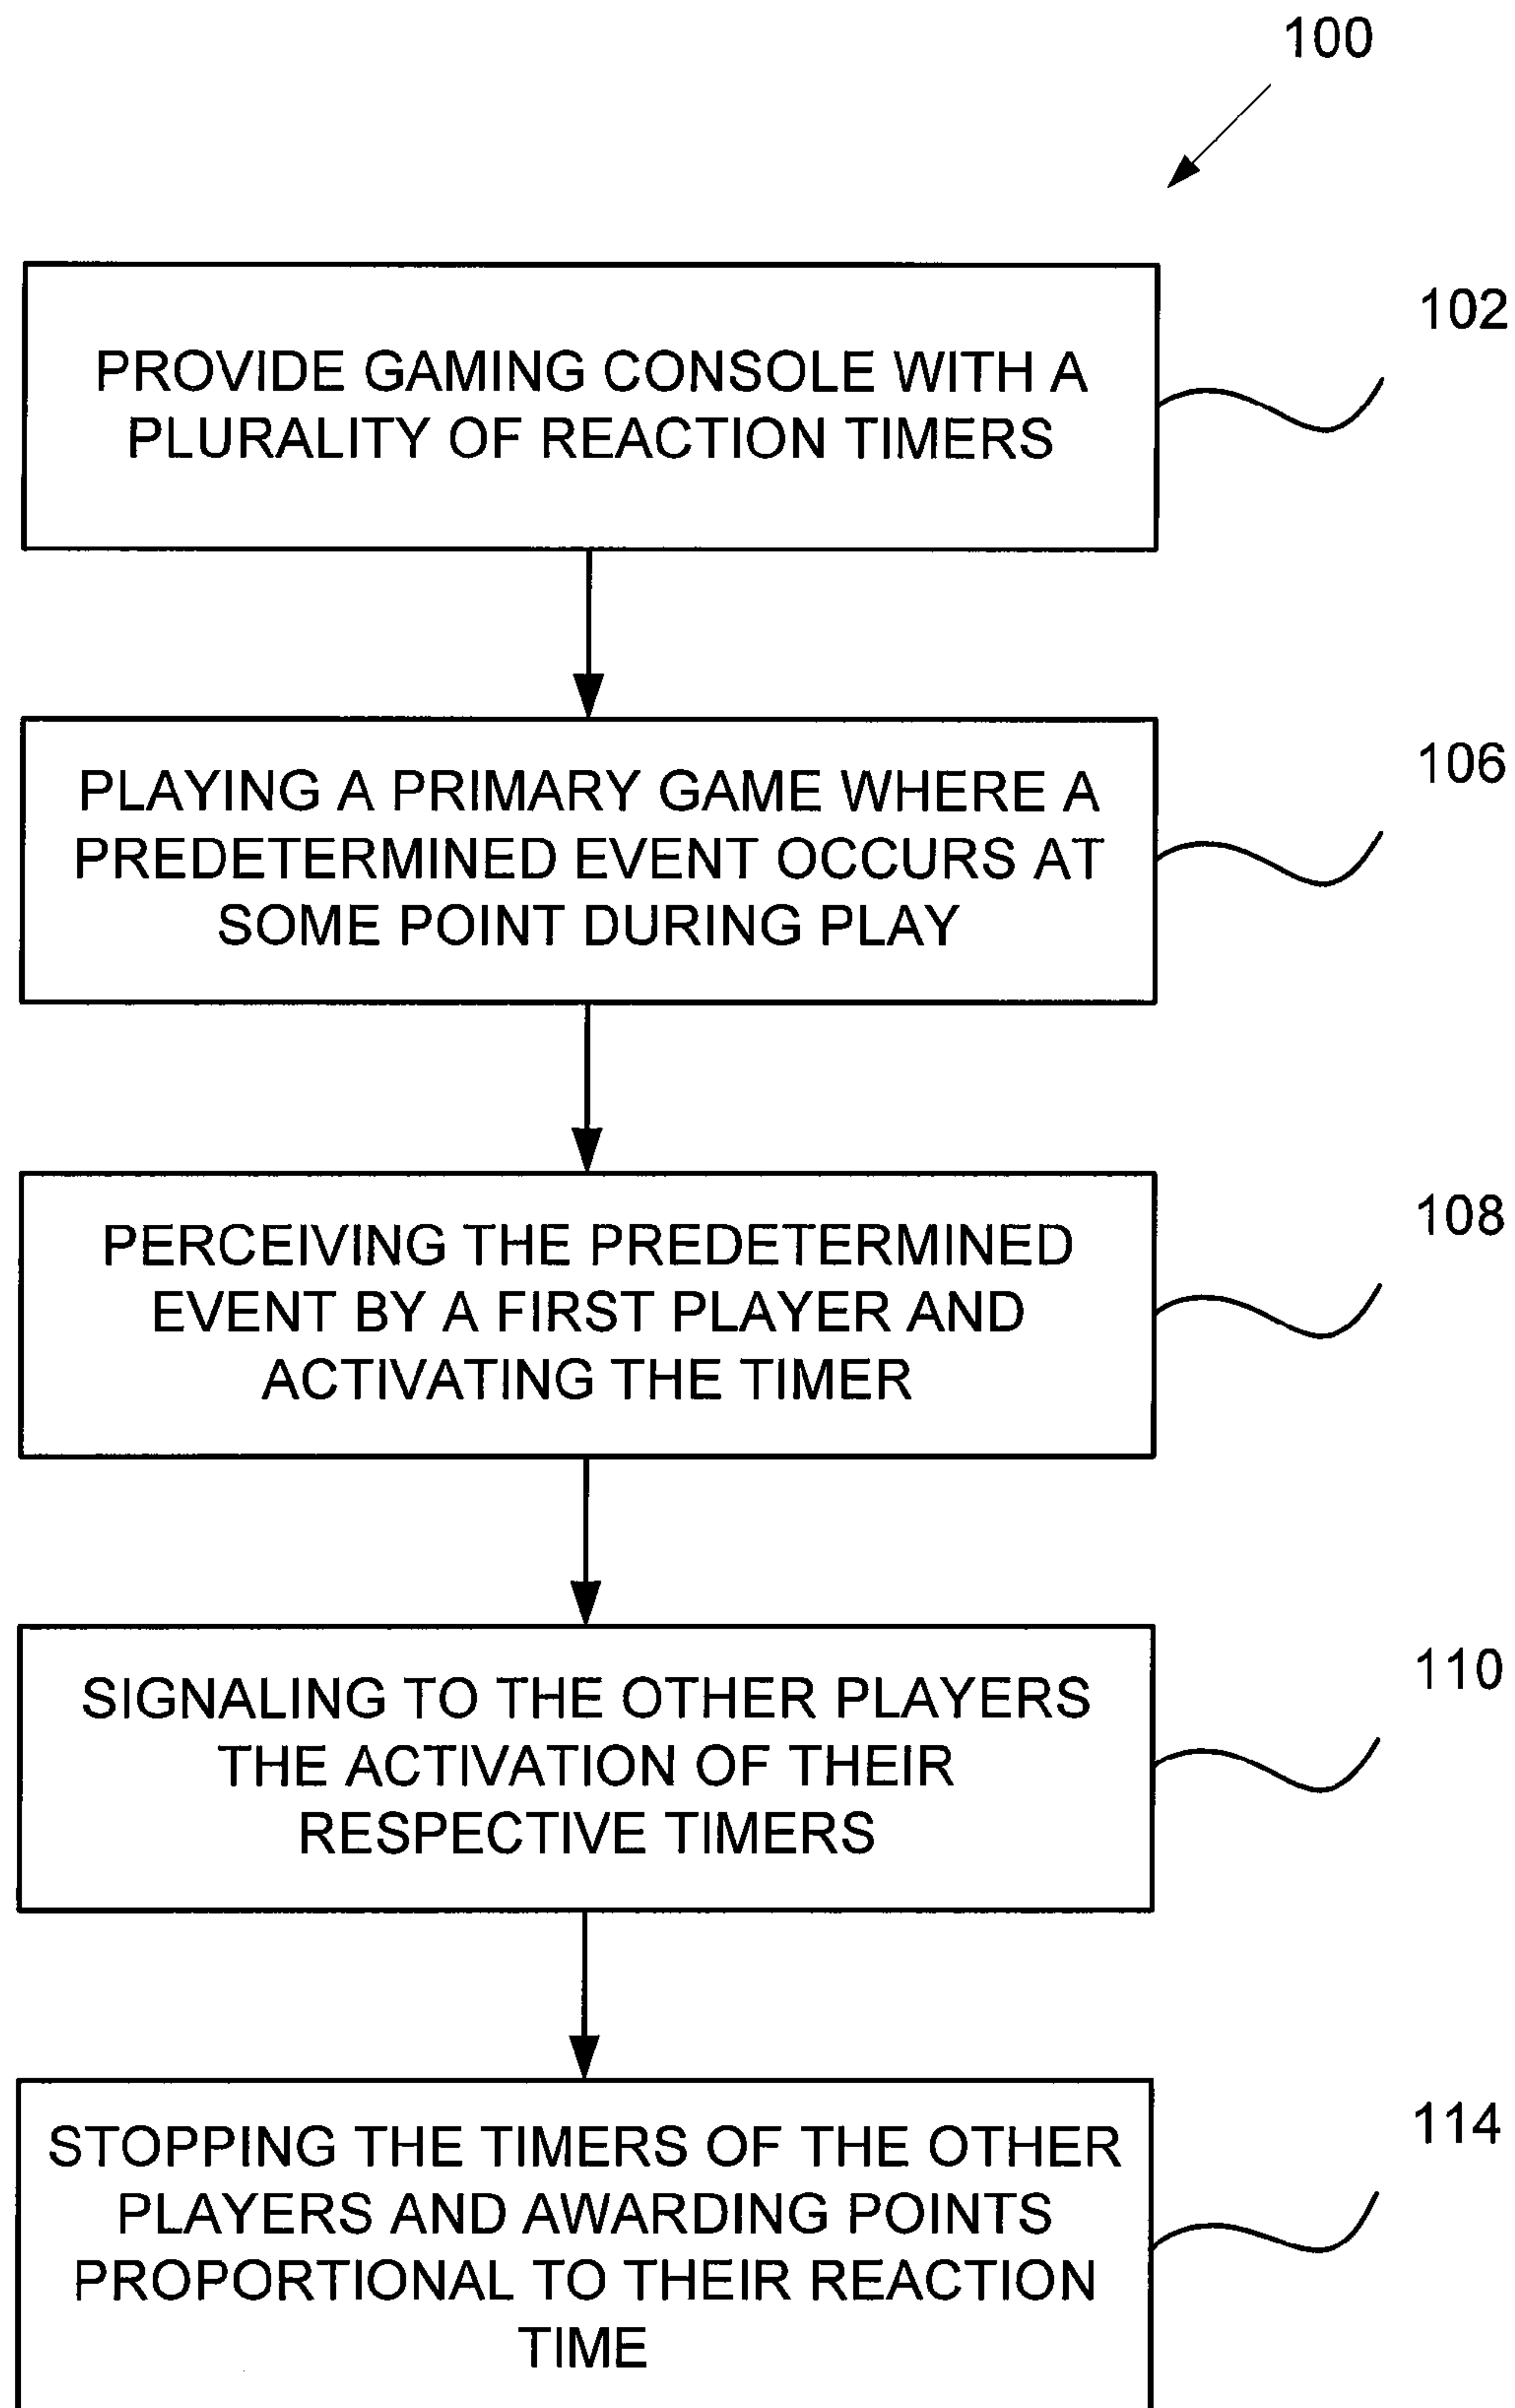 100
PROVIDE GAMING CONSOLE WITH A
PLURALITY OF REACTION TIMERS
102
PLAYING A PRIMARY GAME WHERE A
PREDETERMINED EVENT OCCURS AT
SOME POINT DURING PLAY
106
PERCEIVING THE PREDETERMINED
EVENT BY A FIRST PLAYER AND
ACTIVATING THE TIMER
108
SIGNALING TO THE OTHER PLAYERS
THE ACTIVATION OF THEIR
RESPECTIVE TIMERS
110
STOPPING THE TIMERS OF THE OTHER
PLAYERS AND AWARDING POINTS
PROPORTIONAL TO THEIR REACTION
TIME
114